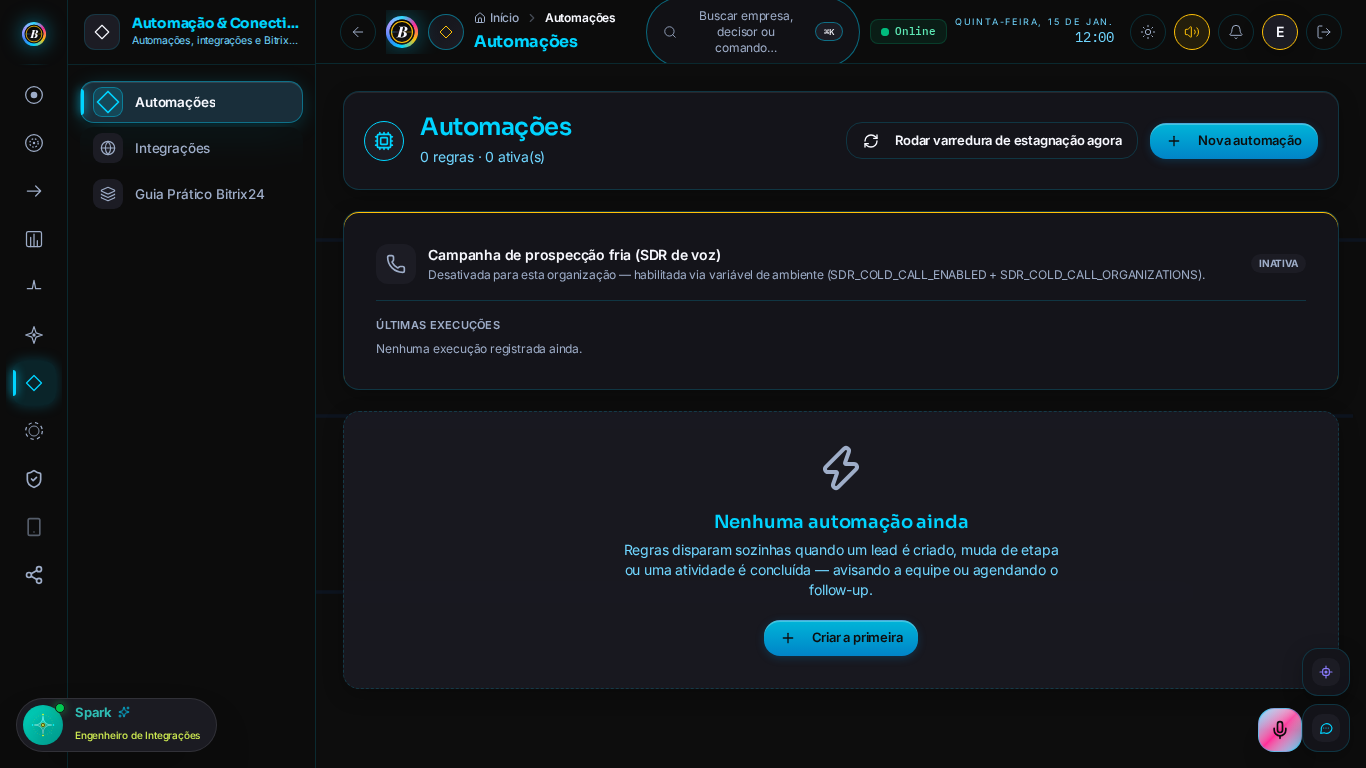 B
Automação & Conecti...
Automações, integrações e Bitrix...
Automações
Integrações
Guia Prático Bitrix24
B
Início
Automações
Automações
Buscar empresa,
decisor ou
comando...
⌘K
Online
QUINTA-FEIRA, 15 DE JAN.
12:00
E
Automações
0 regras · 0 ativa(s)
Rodar varredura de estagnação agora
Nova automação
Campanha de prospecção fria (SDR de voz)
Desativada para esta organização — habilitada via variável de ambiente (SDR_COLD_CALL_ENABLED + SDR_COLD_CALL_ORGANIZATIONS).
INATIVA
ÚLTIMAS EXECUÇÕES
Nenhuma execução registrada ainda.
Nenhuma automação ainda
Regras disparam sozinhas quando um lead é criado, muda de etapa
ou uma atividade é concluída — avisando a equipe ou agendando o
follow-up.
Criar a primeira
Spark
Engenheiro de Integrações